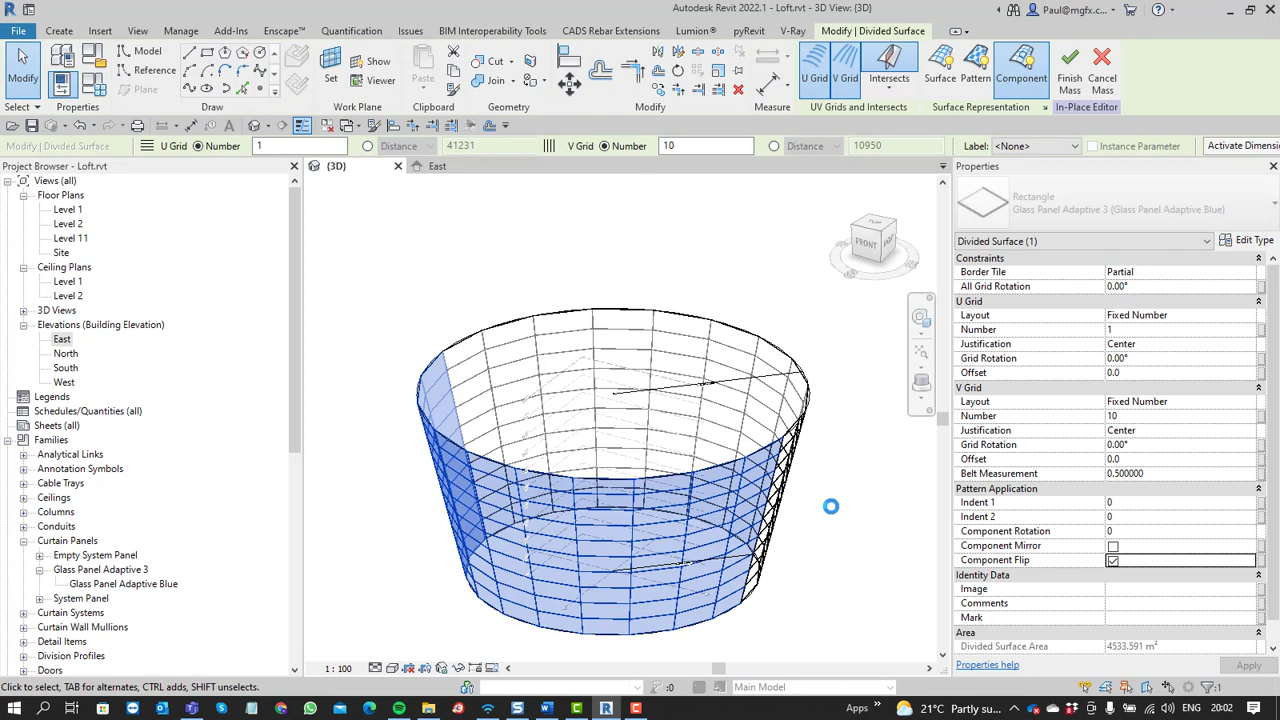 Autodesk Revit 2022.1 - Loft.rvt - 3D View: {3D}
Paul@mgfx.c...
File Create Insert View Manage Add-Ins Enscape™ Quantification Issues BIM Interoperability Tools CADS Rebar Extensions Lumion® pyRevit V-Ray Modify | Divided Surface
Model
Reference
Plane
Show
Viewer
Cut
Join
Modify Set Paste U Grid V Grid Intersects Surface Pattern Component Finish Mass Cancel Mass
Select Properties Draw Work Plane Clipboard Geometry Modify Measure UV Grids and Intersects Surface Representation In-Place Editor
Modify | Divided Surface U Grid Number 1 Distance 41231 V Grid Number 10 Distance 10950 Label: <None> Instance Parameter Activate Dimensio
Project Browser - Loft.rvt
Views (all)
Floor Plans
Level 1
Level 2
Level 11
Site
Ceiling Plans
Level 1
Level 2
3D Views
Elevations (Building Elevation)
East
North
South
West
Legends
Schedules/Quantities (all)
Sheets (all)
Families
Analytical Links
Annotation Symbols
Cable Trays
Ceilings
Columns
Conduits
Curtain Panels
Empty System Panel
Glass Panel Adaptive 3
Glass Panel Adaptive Blue
System Panel
Curtain Systems
Curtain Wall Mullions
Detail Items
Division Profiles
Doors
{3D} East
TOP
FRONT
1 : 100
Properties
Rectangle
Glass Panel Adaptive 3 (Glass Panel Adaptive Blue)
Divided Surface (1) Edit Type
Constraints
Border Tile Partial
All Grid Rotation 0.00°
U Grid
Layout Fixed Number
Number 1
Justification Center
Grid Rotation 0.00°
Offset 0.0
V Grid
Layout Fixed Number
Number 10
Justification Center
Grid Rotation 0.00°
Offset 0.0
Belt Measurement 0.500000
Pattern Application
Indent 1 0
Indent 2 0
Component Rotation 0
Component Mirror
Component Flip
Identity Data
Image
Comments
Mark
Area
Divided Surface Area 4533.591 m²
Properties help Apply
Click to select, TAB for alternates, CTRL adds, SHIFT unselects. :0 Main Model :1
Apps 21°C Partly su... ENG 20:02